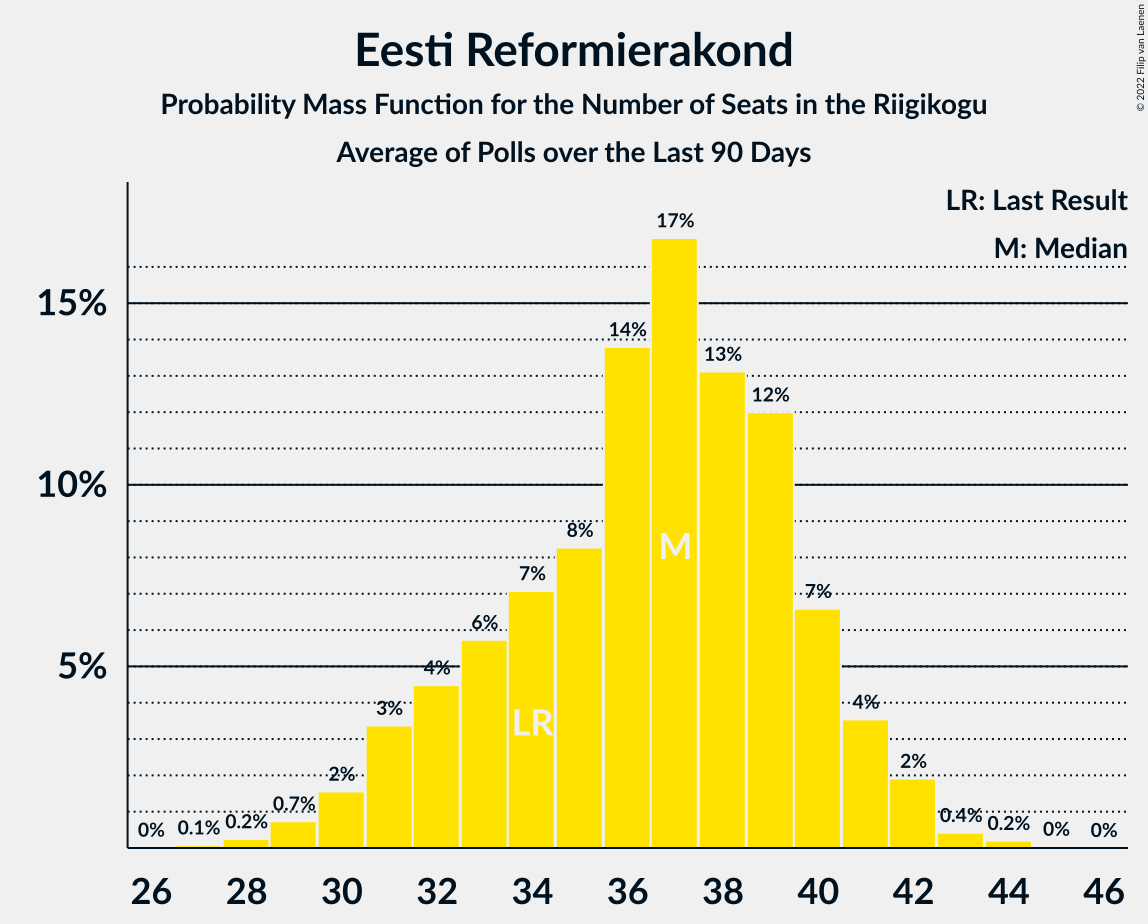 Eesti Reformierakond
Probability Mass Function for the Number of Seats in the Riigikogu
Average of Polls over the Last 90 Days
© 2022 Filip van Laenen
LR: Last Result
M: Median
15%
10%
5%
0%
0.1%
0.2%
0.7%
2%
3%
4%
6%
7%
8%
14%
17%
13%
12%
7%
4%
2%
0.4%
0.2%
0%
0%
LR
M
26 28 30 32 34 36 38 40 42 44 46